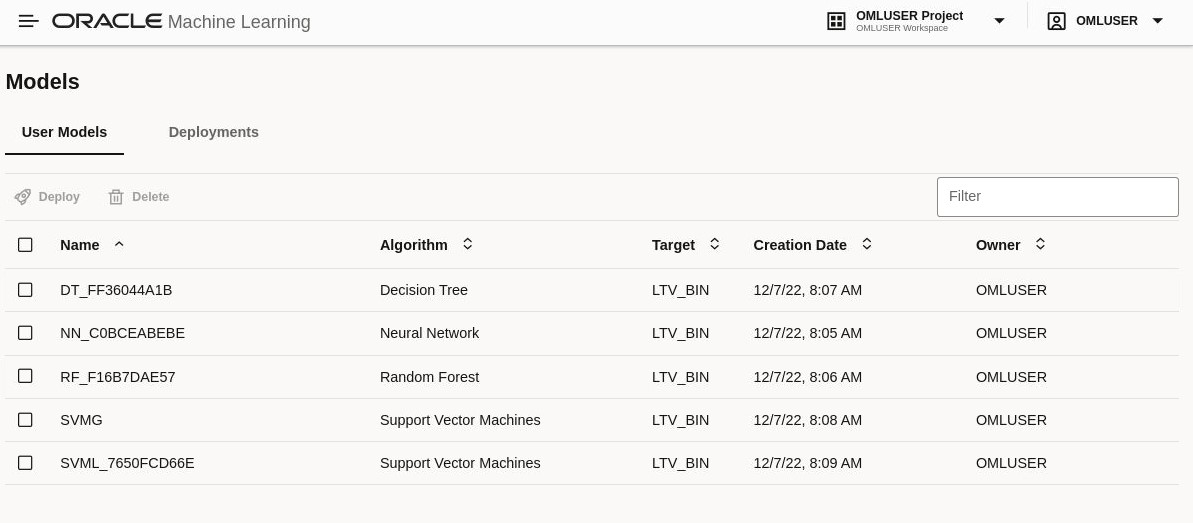 ORACLE Machine Learning
OMLUSER Project
OMLUSER Workspace
OMLUSER
Models
User Models Deployments
Deploy Delete Filter
Name Algorithm Target Creation Date Owner
DT_FF36044A1B Decision Tree LTV_BIN 12/7/22, 8:07 AM OMLUSER
NN_C0BCEABEBE Neural Network LTV_BIN 12/7/22, 8:05 AM OMLUSER
RF_F16B7DAE57 Random Forest LTV_BIN 12/7/22, 8:06 AM OMLUSER
SVMG Support Vector Machines LTV_BIN 12/7/22, 8:08 AM OMLUSER
SVML_7650FCD66E Support Vector Machines LTV_BIN 12/7/22, 8:09 AM OMLUSER